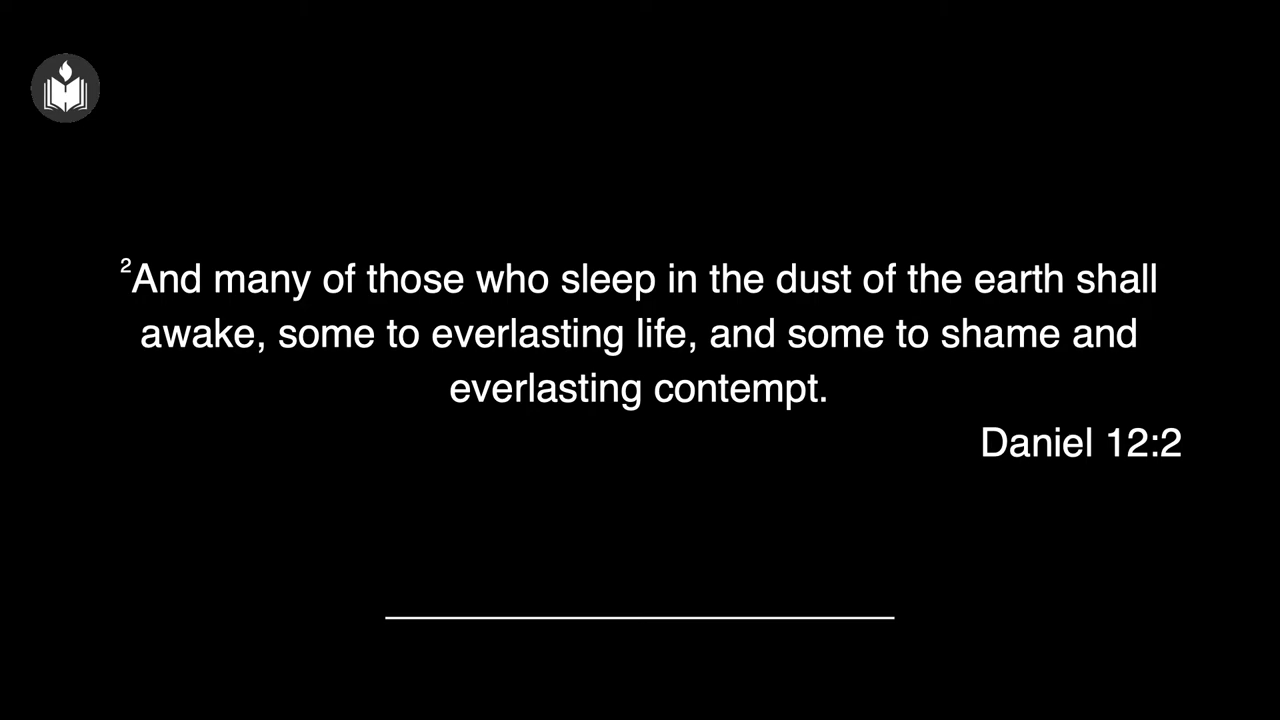 ²And many of those who sleep in the dust of the earth shall
awake, some to everlasting life, and some to shame and
everlasting contempt.
Daniel 12:2